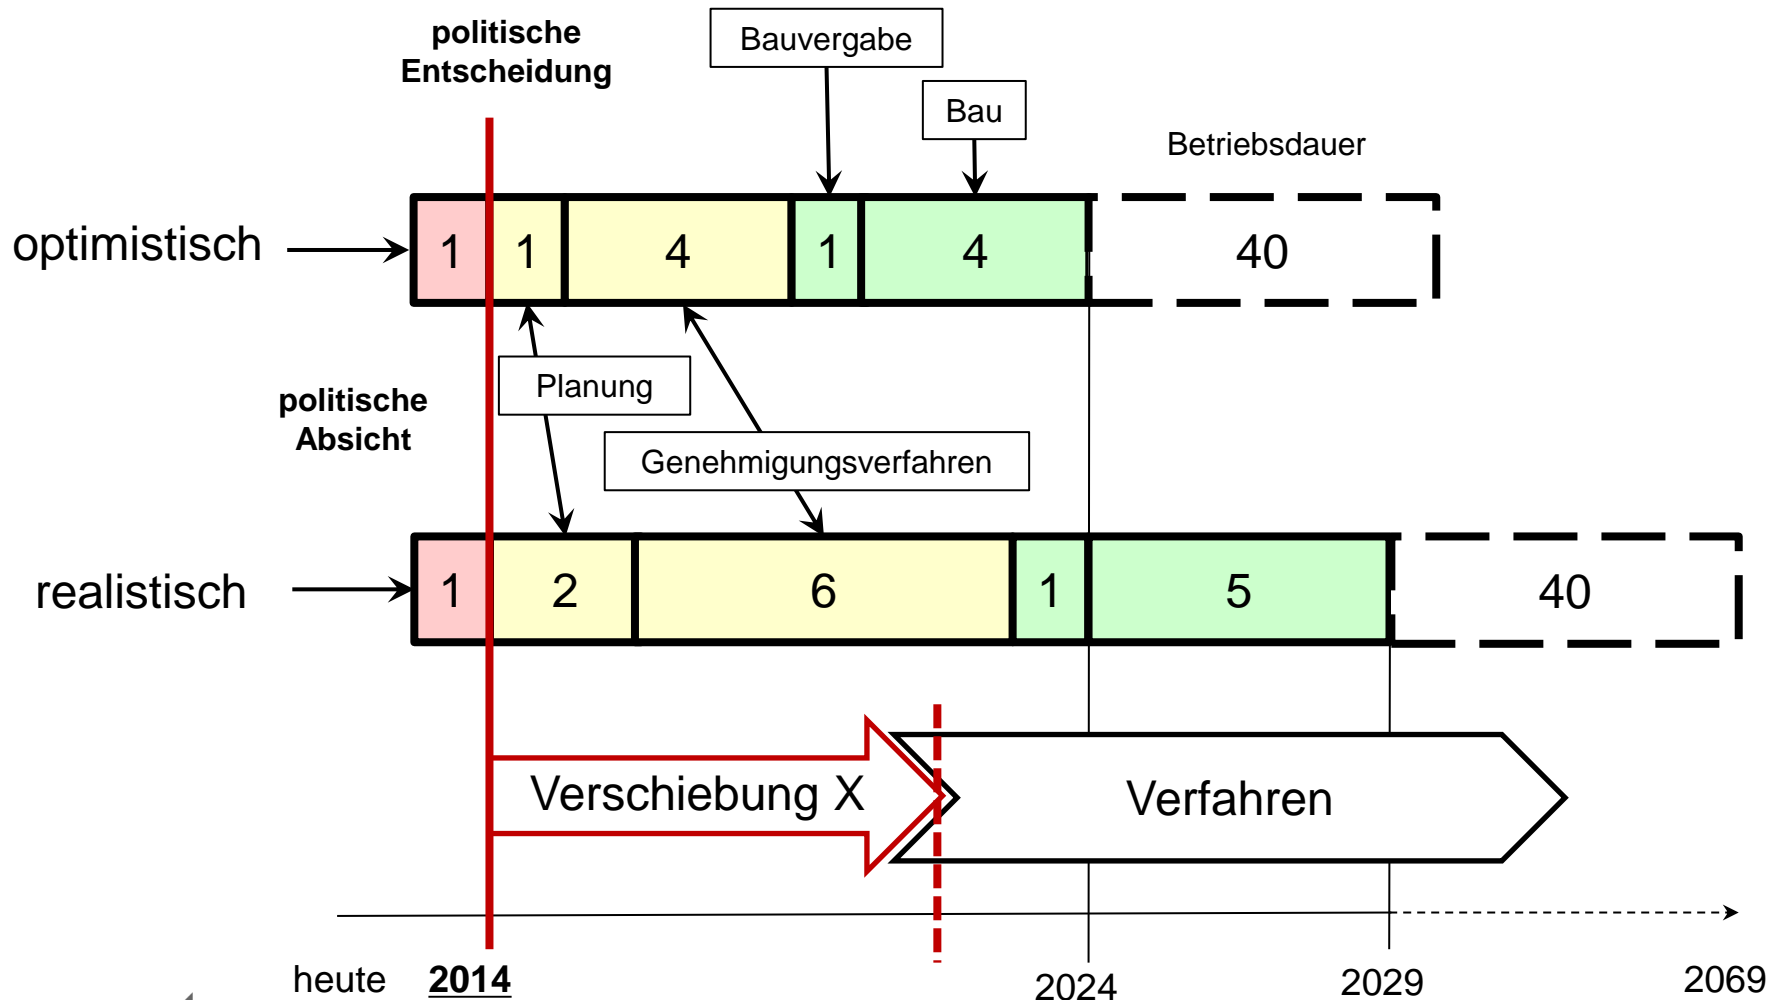 politische
Entscheidung
Bauvergabe
Bau
Betriebsdauer
optimistisch
1
1
4
1
4
40
Planung
politische
Absicht
Genehmigungsverfahren
realistisch
1
2
6
1
5
40
Verschiebung X
Verfahren
heute
2014
2024
2029
2069